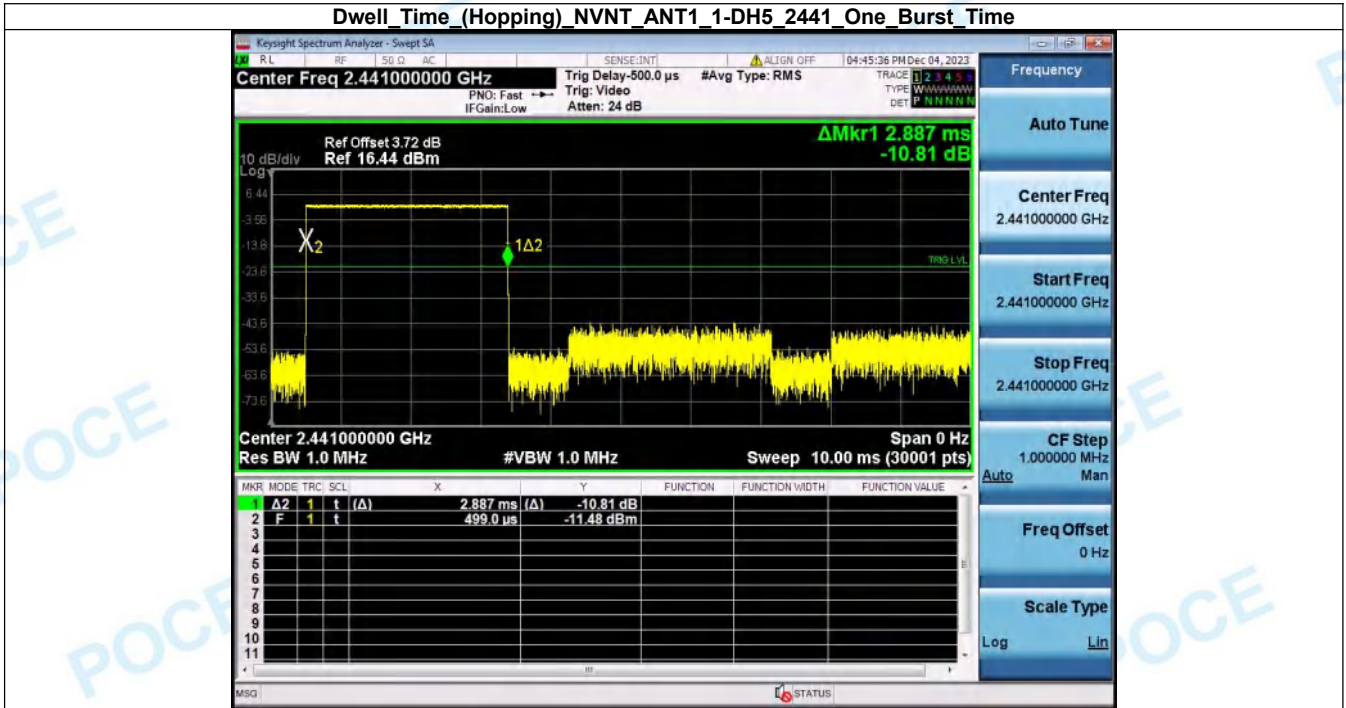 Dwell_Time_(Hopping)_NVNT_ANT1_1-DH5_2441_One_Burst_Time
Keysight Spectrum Analyzer - Swept SA
LXI RL RF 50 Ω AC SENSE:INT ALIGN OFF 04:45:36 PM Dec 04, 2023
Center Freq 2.441000000 GHz
PNO: Fast
IFGain:Low
Trig Delay-500.0 µs
Trig: Video
Atten: 24 dB
#Avg Type: RMS
TRACE 1 2 3 4 5 6
TYPE WWWWWW
DET P N N N N N
ΔMkr1 2.887 ms
-10.81 dB
Ref Offset 3.72 dB
10 dB/div Ref 16.44 dBm
Log
6.44
-3.56
-13.6
-23.6
-33.6
-43.6
-53.6
-63.6
-73.6
X2
1Δ2
TRIG LVL
Center 2.441000000 GHz Span 0 Hz
Res BW 1.0 MHz #VBW 1.0 MHz Sweep 10.00 ms (30001 pts)
MKR MODE TRC SCL X Y FUNCTION FUNCTION WIDTH FUNCTION VALUE
1 Δ2 1 t (Δ) 2.887 ms (Δ) -10.81 dB
2 F 1 t 499.0 µs -11.48 dBm
3
4
5
6
7
8
9
10
11
MSG STATUS
Frequency
Auto Tune
Center Freq
2.441000000 GHz
Start Freq
2.441000000 GHz
Stop Freq
2.441000000 GHz
CF Step
1.000000 MHz
Auto Man
Freq Offset
0 Hz
Scale Type
Log Lin
POCE
POCE
POCE